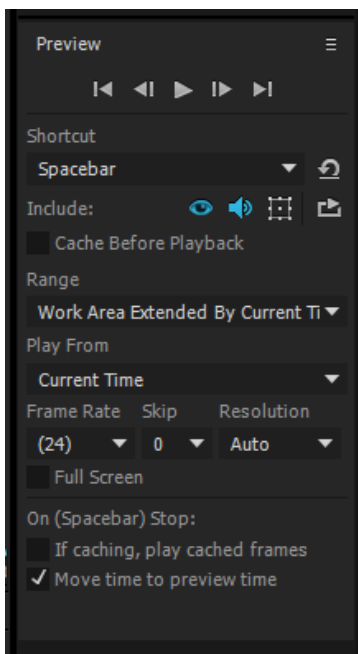 Preview
Shortcut
Spacebar
Include:
Cache Before Playback
Range
Work Area Extended By Current Ti
Play From
Current Time
Frame Rate Skip Resolution
(24) 0 Auto
Full Screen
On (Spacebar) Stop:
If caching, play cached frames
Move time to preview time